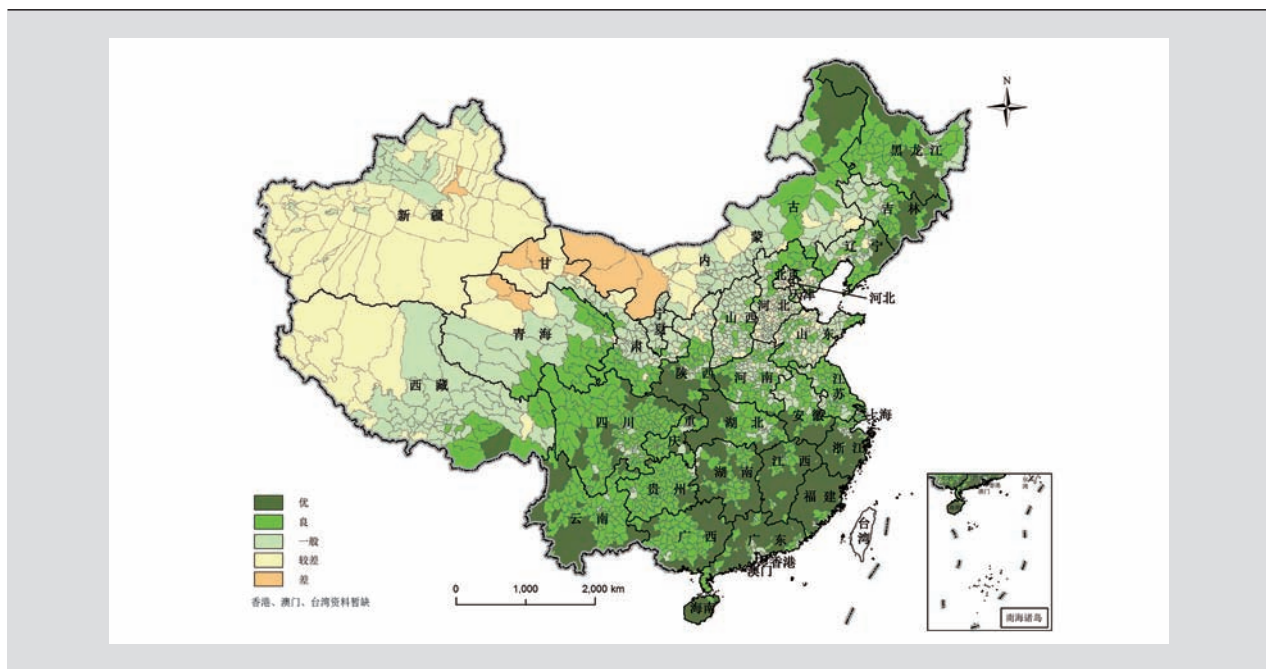 N
黑龙江
吉林
辽宁
内
蒙
古
新疆
甘
肃
青海
宁
夏
西藏
北京
天津
河北
河北
山西
山东
陕西
河南
江
苏
四川
重
庆
湖北
安徽
上海
浙江
湖南
江西
贵州
福建
云南
广西
广东
台
湾
香港
澳门
海南
优
良
一般
较差
差
香港、澳门、台湾资料暂缺
0 1,000 2,000 km
南海诸岛